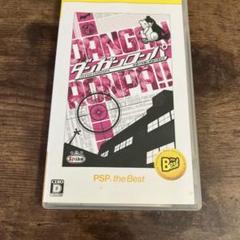 DANGAN
ダンガンロンパ
RONPA!!
Spike
Best
D
PSP® the Best